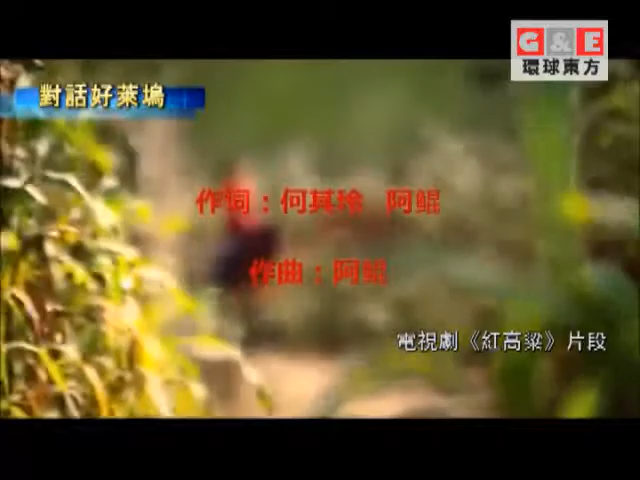 G&E
環球東方
對話好萊塢
作词：何其玲 阿鲲
作曲：阿鲲
電視劇《紅高粱》片段